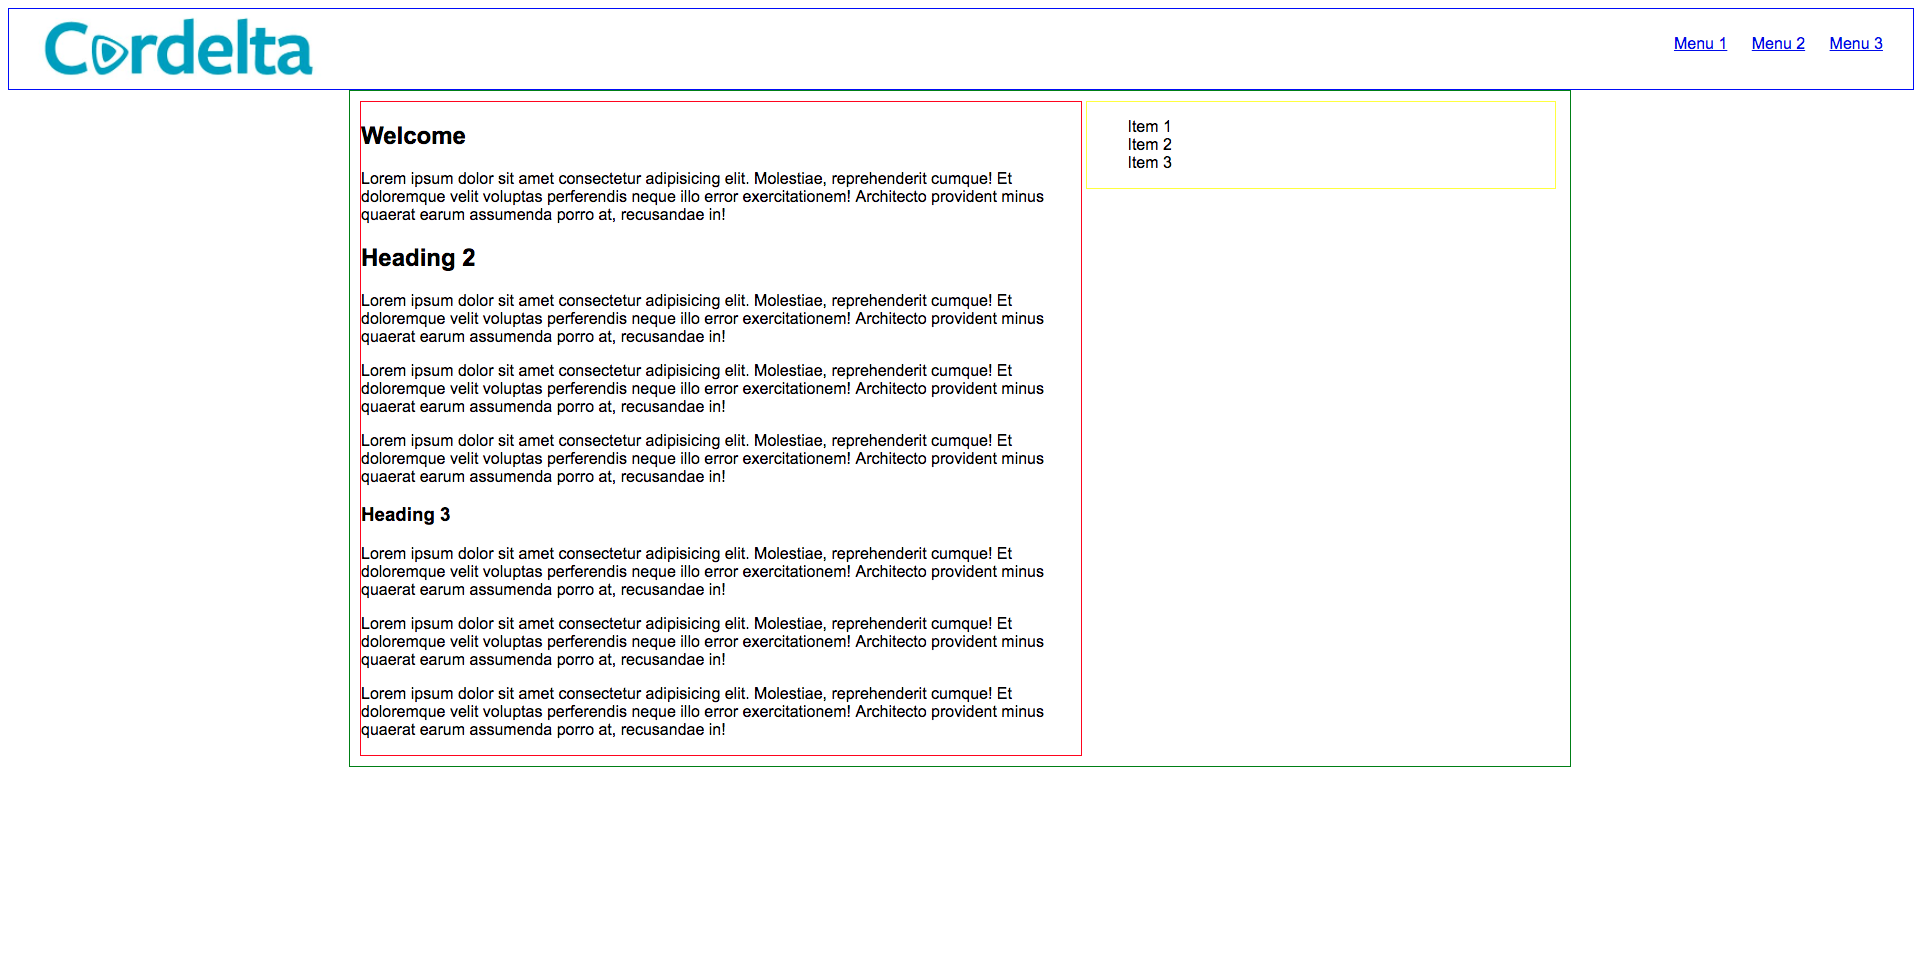 Cordelta
Menu 1 Menu 2 Menu 3
Welcome
Lorem ipsum dolor sit amet consectetur adipisicing elit. Molestiae, reprehenderit cumque! Et
doloremque velit voluptas perferendis neque illo error exercitationem! Architecto provident minus
quaerat earum assumenda porro at, recusandae in!
Heading 2
Lorem ipsum dolor sit amet consectetur adipisicing elit. Molestiae, reprehenderit cumque! Et
doloremque velit voluptas perferendis neque illo error exercitationem! Architecto provident minus
quaerat earum assumenda porro at, recusandae in!
Lorem ipsum dolor sit amet consectetur adipisicing elit. Molestiae, reprehenderit cumque! Et
doloremque velit voluptas perferendis neque illo error exercitationem! Architecto provident minus
quaerat earum assumenda porro at, recusandae in!
Lorem ipsum dolor sit amet consectetur adipisicing elit. Molestiae, reprehenderit cumque! Et
doloremque velit voluptas perferendis neque illo error exercitationem! Architecto provident minus
quaerat earum assumenda porro at, recusandae in!
Heading 3
Lorem ipsum dolor sit amet consectetur adipisicing elit. Molestiae, reprehenderit cumque! Et
doloremque velit voluptas perferendis neque illo error exercitationem! Architecto provident minus
quaerat earum assumenda porro at, recusandae in!
Lorem ipsum dolor sit amet consectetur adipisicing elit. Molestiae, reprehenderit cumque! Et
doloremque velit voluptas perferendis neque illo error exercitationem! Architecto provident minus
quaerat earum assumenda porro at, recusandae in!
Lorem ipsum dolor sit amet consectetur adipisicing elit. Molestiae, reprehenderit cumque! Et
doloremque velit voluptas perferendis neque illo error exercitationem! Architecto provident minus
quaerat earum assumenda porro at, recusandae in!
Item 1
Item 2
Item 3